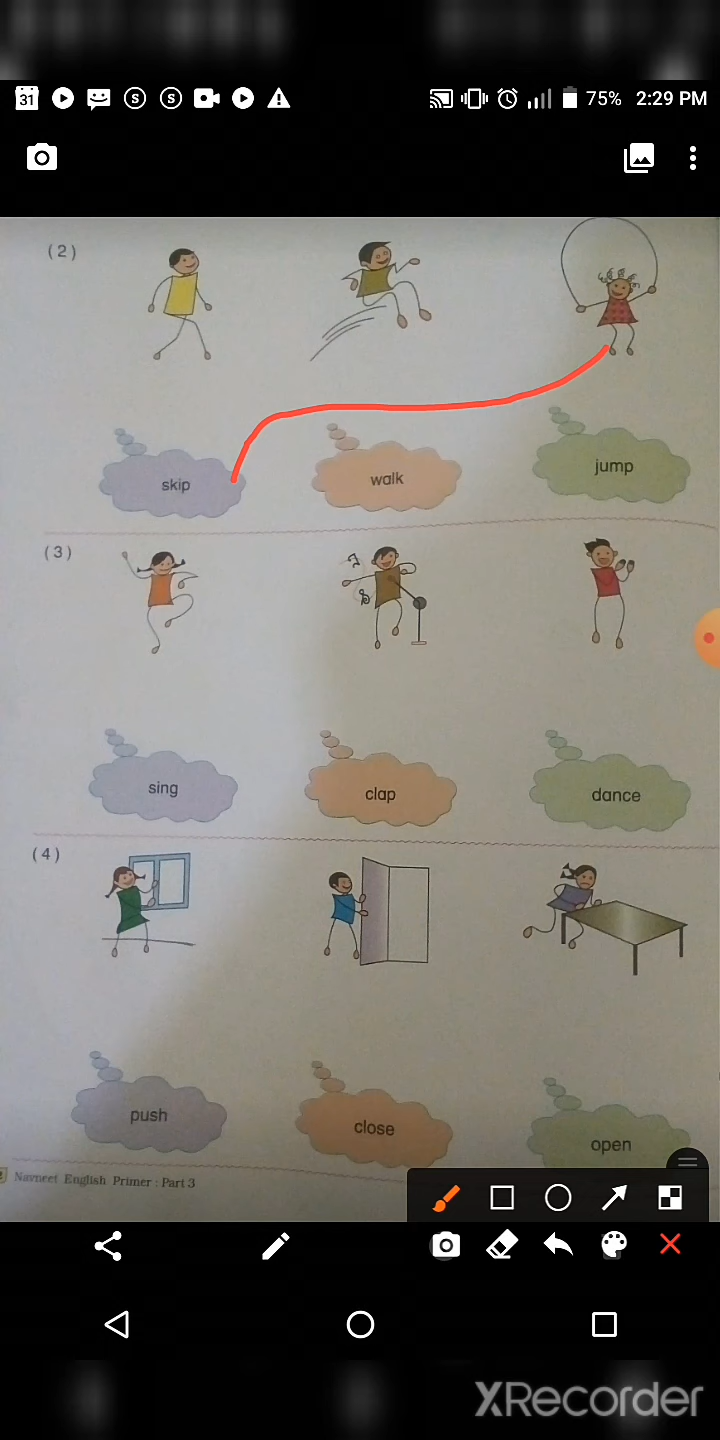 31 S S 75% 2:29 PM
(2)
skip walk jump
(3)
sing clap dance
(4)
push close open
Navneet English Primer : Part 3
XRecorder